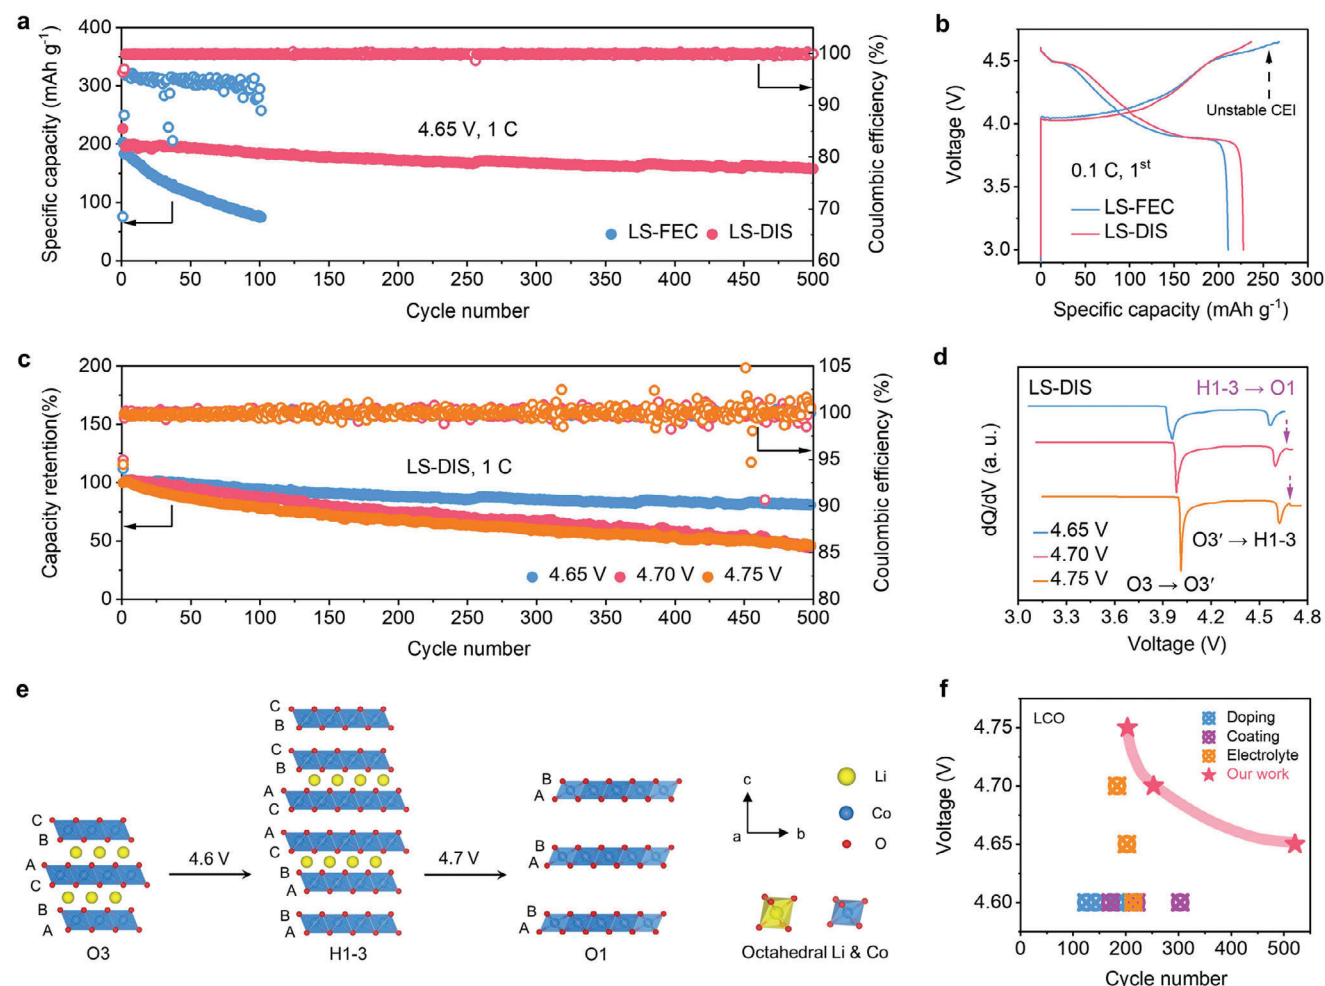 a
400
350
300
250
200
150
100
50
0
Specific capacity (mAh g⁻¹)
100
90
80
70
60
Coulombic efficiency (%)
4.65 V, 1 C
LS-FEC LS-DIS
0 50 100 150 200 250 300 350 400 450 500
Cycle number
b
4.5
4.0
3.5
3.0
Voltage (V)
Unstable CEI
0.1 C, 1st
LS-FEC
LS-DIS
0 50 100 150 200 250 300
Specific capacity (mAh g⁻¹)
c
200
150
100
75
50
25
0
Capacity retention(%)
105
100
95
90
85
80
Coulombic efficiency (%)
LS-DIS, 1 C
4.65 V 4.70 V 4.75 V
0 50 100 150 200 250 300 350 400 450 500
Cycle number
d
LS-DIS
H1-3 → O1
dQ/dV (a. u.)
4.65 V
4.70 V
4.75 V
O3′ → H1-3
O3 → O3′
3.0 3.3 3.6 3.9 4.2 4.5 4.8
Voltage (V)
e
C
B
A
C
B
A
O3
4.6 V
C
B
C
B
A
C
A
C
B
A
B
A
H1-3
4.7 V
B
A
B
A
B
A
O1
c
a
b
Li
Co
O
Octahedral Li & Co
f
LCO
Doping
Coating
Electrolyte
Our work
4.75
4.70
4.65
4.60
Voltage (V)
0 100 200 300 400 500
Cycle number